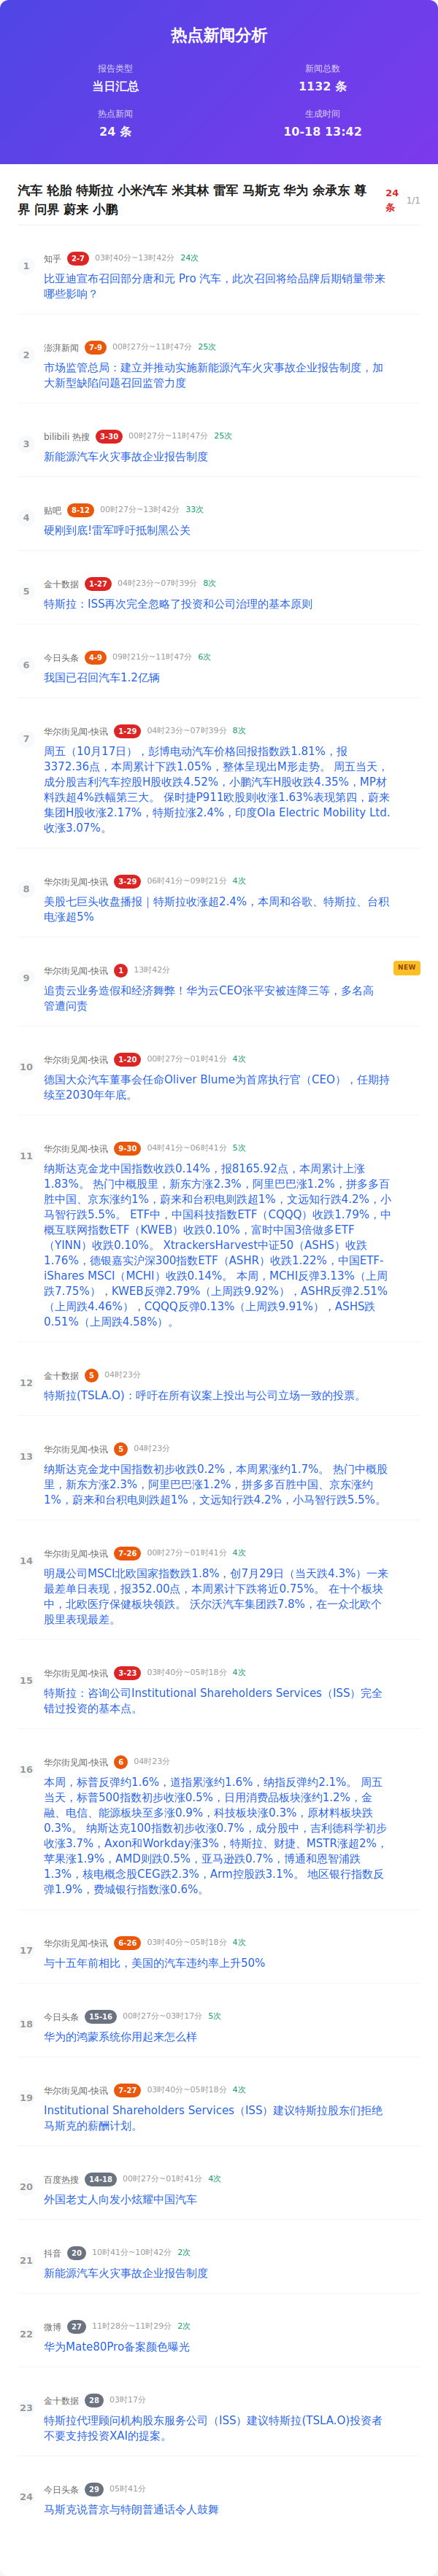 热点新闻分析
报告类型
新闻总数
当日汇总
1132 条
热点新闻
生成时间
24 条
10-18 13:42
汽车 轮胎 特斯拉 小米汽车 米其林 雷军 马斯克 华为 余承东 尊
界 问界 蔚来 小鹏
24
条
1/1
1
知乎 2-7 03时40分~13时42分 24次
比亚迪宣布召回部分唐和元 Pro 汽车，此次召回将给品牌后期销量带来
哪些影响？
2
澎湃新闻 7-9 00时27分~11时47分 25次
市场监管总局：建立并推动实施新能源汽车火灾事故企业报告制度，加
大新型缺陷问题召回监管力度
3
bilibili 热搜 3-30 00时27分~11时47分 25次
新能源汽车火灾事故企业报告制度
4
贴吧 8-12 00时27分~13时42分 33次
硬刚到底!雷军呼吁抵制黑公关
5
金十数据 1-27 04时23分~07时39分 8次
特斯拉：ISS再次完全忽略了投资和公司治理的基本原则
6
今日头条 4-9 09时21分~11时47分 6次
我国已召回汽车1.2亿辆
7
华尔街见闻-快讯 1-29 04时23分~07时39分 8次
周五（10月17日），彭博电动汽车价格回报指数跌1.81%，报
3372.36点，本周累计下跌1.05%，整体呈现出M形走势。 周五当天，
成分股吉利汽车控股H股收跌4.52%，小鹏汽车H股收跌4.35%，MP材
料跌超4%跌幅第三。 保时捷P911欧股则收涨1.63%表现第四，蔚来
集团H股收涨2.17%，特斯拉涨2.4%，印度Ola Electric Mobility Ltd.
收涨3.07%。
8
华尔街见闻-快讯 3-29 06时41分~09时21分 4次
美股七巨头收盘播报｜特斯拉收涨超2.4%，本周和谷歌、特斯拉、台积
电涨超5%
9
华尔街见闻-快讯 1 13时42分
NEW
追责云业务造假和经济舞弊！华为云CEO张平安被连降三等，多名高
管遭问责
10
华尔街见闻-快讯 1-20 00时27分~01时41分 4次
德国大众汽车董事会任命Oliver Blume为首席执行官（CEO），任期持
续至2030年年底。
11
华尔街见闻-快讯 9-30 04时41分~06时41分 5次
纳斯达克金龙中国指数收跌0.14%，报8165.92点，本周累计上涨
1.83%。 热门中概股里，新东方涨2.3%，阿里巴巴涨1.2%，拼多多百
胜中国、京东涨约1%，蔚来和台积电则跌超1%，文远知行跌4.2%，小
马智行跌5.5%。 ETF中，中国科技指数ETF（CQQQ）收跌1.79%，中
概互联网指数ETF（KWEB）收跌0.10%，富时中国3倍做多ETF
（YINN）收跌0.10%。 XtrackersHarvest中证50（ASHS）收跌
1.76%，德银嘉实沪深300指数ETF（ASHR）收跌1.22%，中国ETF-
iShares MSCI（MCHI）收跌0.14%。 本周，MCHI反弹3.13%（上周
跌7.75%），KWEB反弹2.79%（上周跌9.92%），ASHR反弹2.51%
（上周跌4.46%），CQQQ反弹0.13%（上周跌9.91%），ASHS跌
0.51%（上周跌4.58%）。
12
金十数据 5 04时23分
特斯拉(TSLA.O)：呼吁在所有议案上投出与公司立场一致的投票。
13
华尔街见闻-快讯 5 04时23分
纳斯达克金龙中国指数初步收跌0.2%，本周累涨约1.7%。 热门中概股
里，新东方涨2.3%，阿里巴巴涨1.2%，拼多多百胜中国、京东涨约
1%，蔚来和台积电则跌超1%，文远知行跌4.2%，小马智行跌5.5%。
14
华尔街见闻-快讯 7-26 00时27分~01时41分 4次
明晟公司MSCI北欧国家指数跌1.8%，创7月29日（当天跌4.3%）一来
最差单日表现，报352.00点，本周累计下跌将近0.75%。 在十个板块
中，北欧医疗保健板块领跌。 沃尔沃汽车集团跌7.8%，在一众北欧个
股里表现最差。
15
华尔街见闻-快讯 3-23 03时40分~05时18分 4次
特斯拉：咨询公司Institutional Shareholders Services（ISS）完全
错过投资的基本点。
16
华尔街见闻-快讯 6 04时23分
本周，标普反弹约1.6%，道指累涨约1.6%，纳指反弹约2.1%。 周五
当天，标普500指数初步收涨0.5%，日用消费品板块涨约1.2%，金
融、电信、能源板块至多涨0.9%，科技板块涨0.3%，原材料板块跌
0.3%。 纳斯达克100指数初步收涨0.7%，成分股中，吉利德科学初步
收涨3.7%，Axon和Workday涨3%，特斯拉、财捷、MSTR涨超2%，
苹果涨1.9%，AMD则跌0.5%，亚马逊跌0.7%，博通和恩智浦跌
1.3%，核电概念股CEG跌2.3%，Arm控股跌3.1%。 地区银行指数反
弹1.9%，费城银行指数涨0.6%。
17
华尔街见闻-快讯 6-26 03时40分~05时18分 4次
与十五年前相比，美国的汽车违约率上升50%
18
今日头条 15-16 00时27分~03时17分 5次
华为的鸿蒙系统你用起来怎么样
19
华尔街见闻-快讯 7-27 03时40分~05时18分 4次
Institutional Shareholders Services（ISS）建议特斯拉股东们拒绝
马斯克的薪酬计划。
20
百度热搜 14-18 00时27分~01时41分 4次
外国老丈人向发小炫耀中国汽车
21
抖音 20 10时41分~10时42分 2次
新能源汽车火灾事故企业报告制度
22
微博 27 11时28分~11时29分 2次
华为Mate80Pro备案颜色曝光
23
金十数据 28 03时17分
特斯拉代理顾问机构股东服务公司（ISS）建议特斯拉(TSLA.O)投资者
不要支持投资XAI的提案。
24
今日头条 29 05时41分
马斯克说普京与特朗普通话令人鼓舞